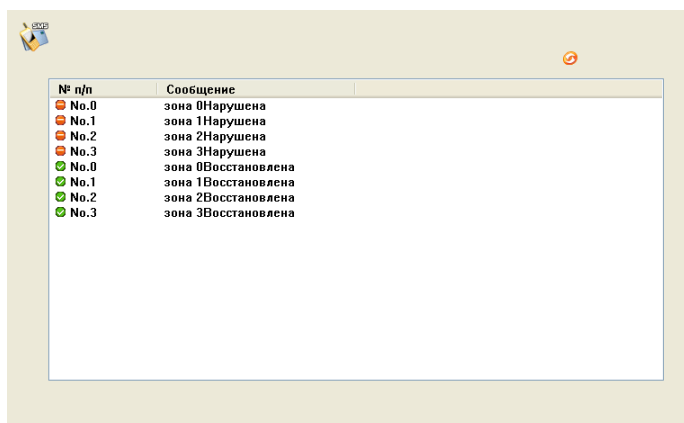 SMS
№ п/п Сообщение
No.0 зона 0Нарушена
No.1 зона 1Нарушена
No.2 зона 2Нарушена
No.3 зона 3Нарушена
No.0 зона 0Восстановлена
No.1 зона 1Восстановлена
No.2 зона 2Восстановлена
No.3 зона 3Восстановлена